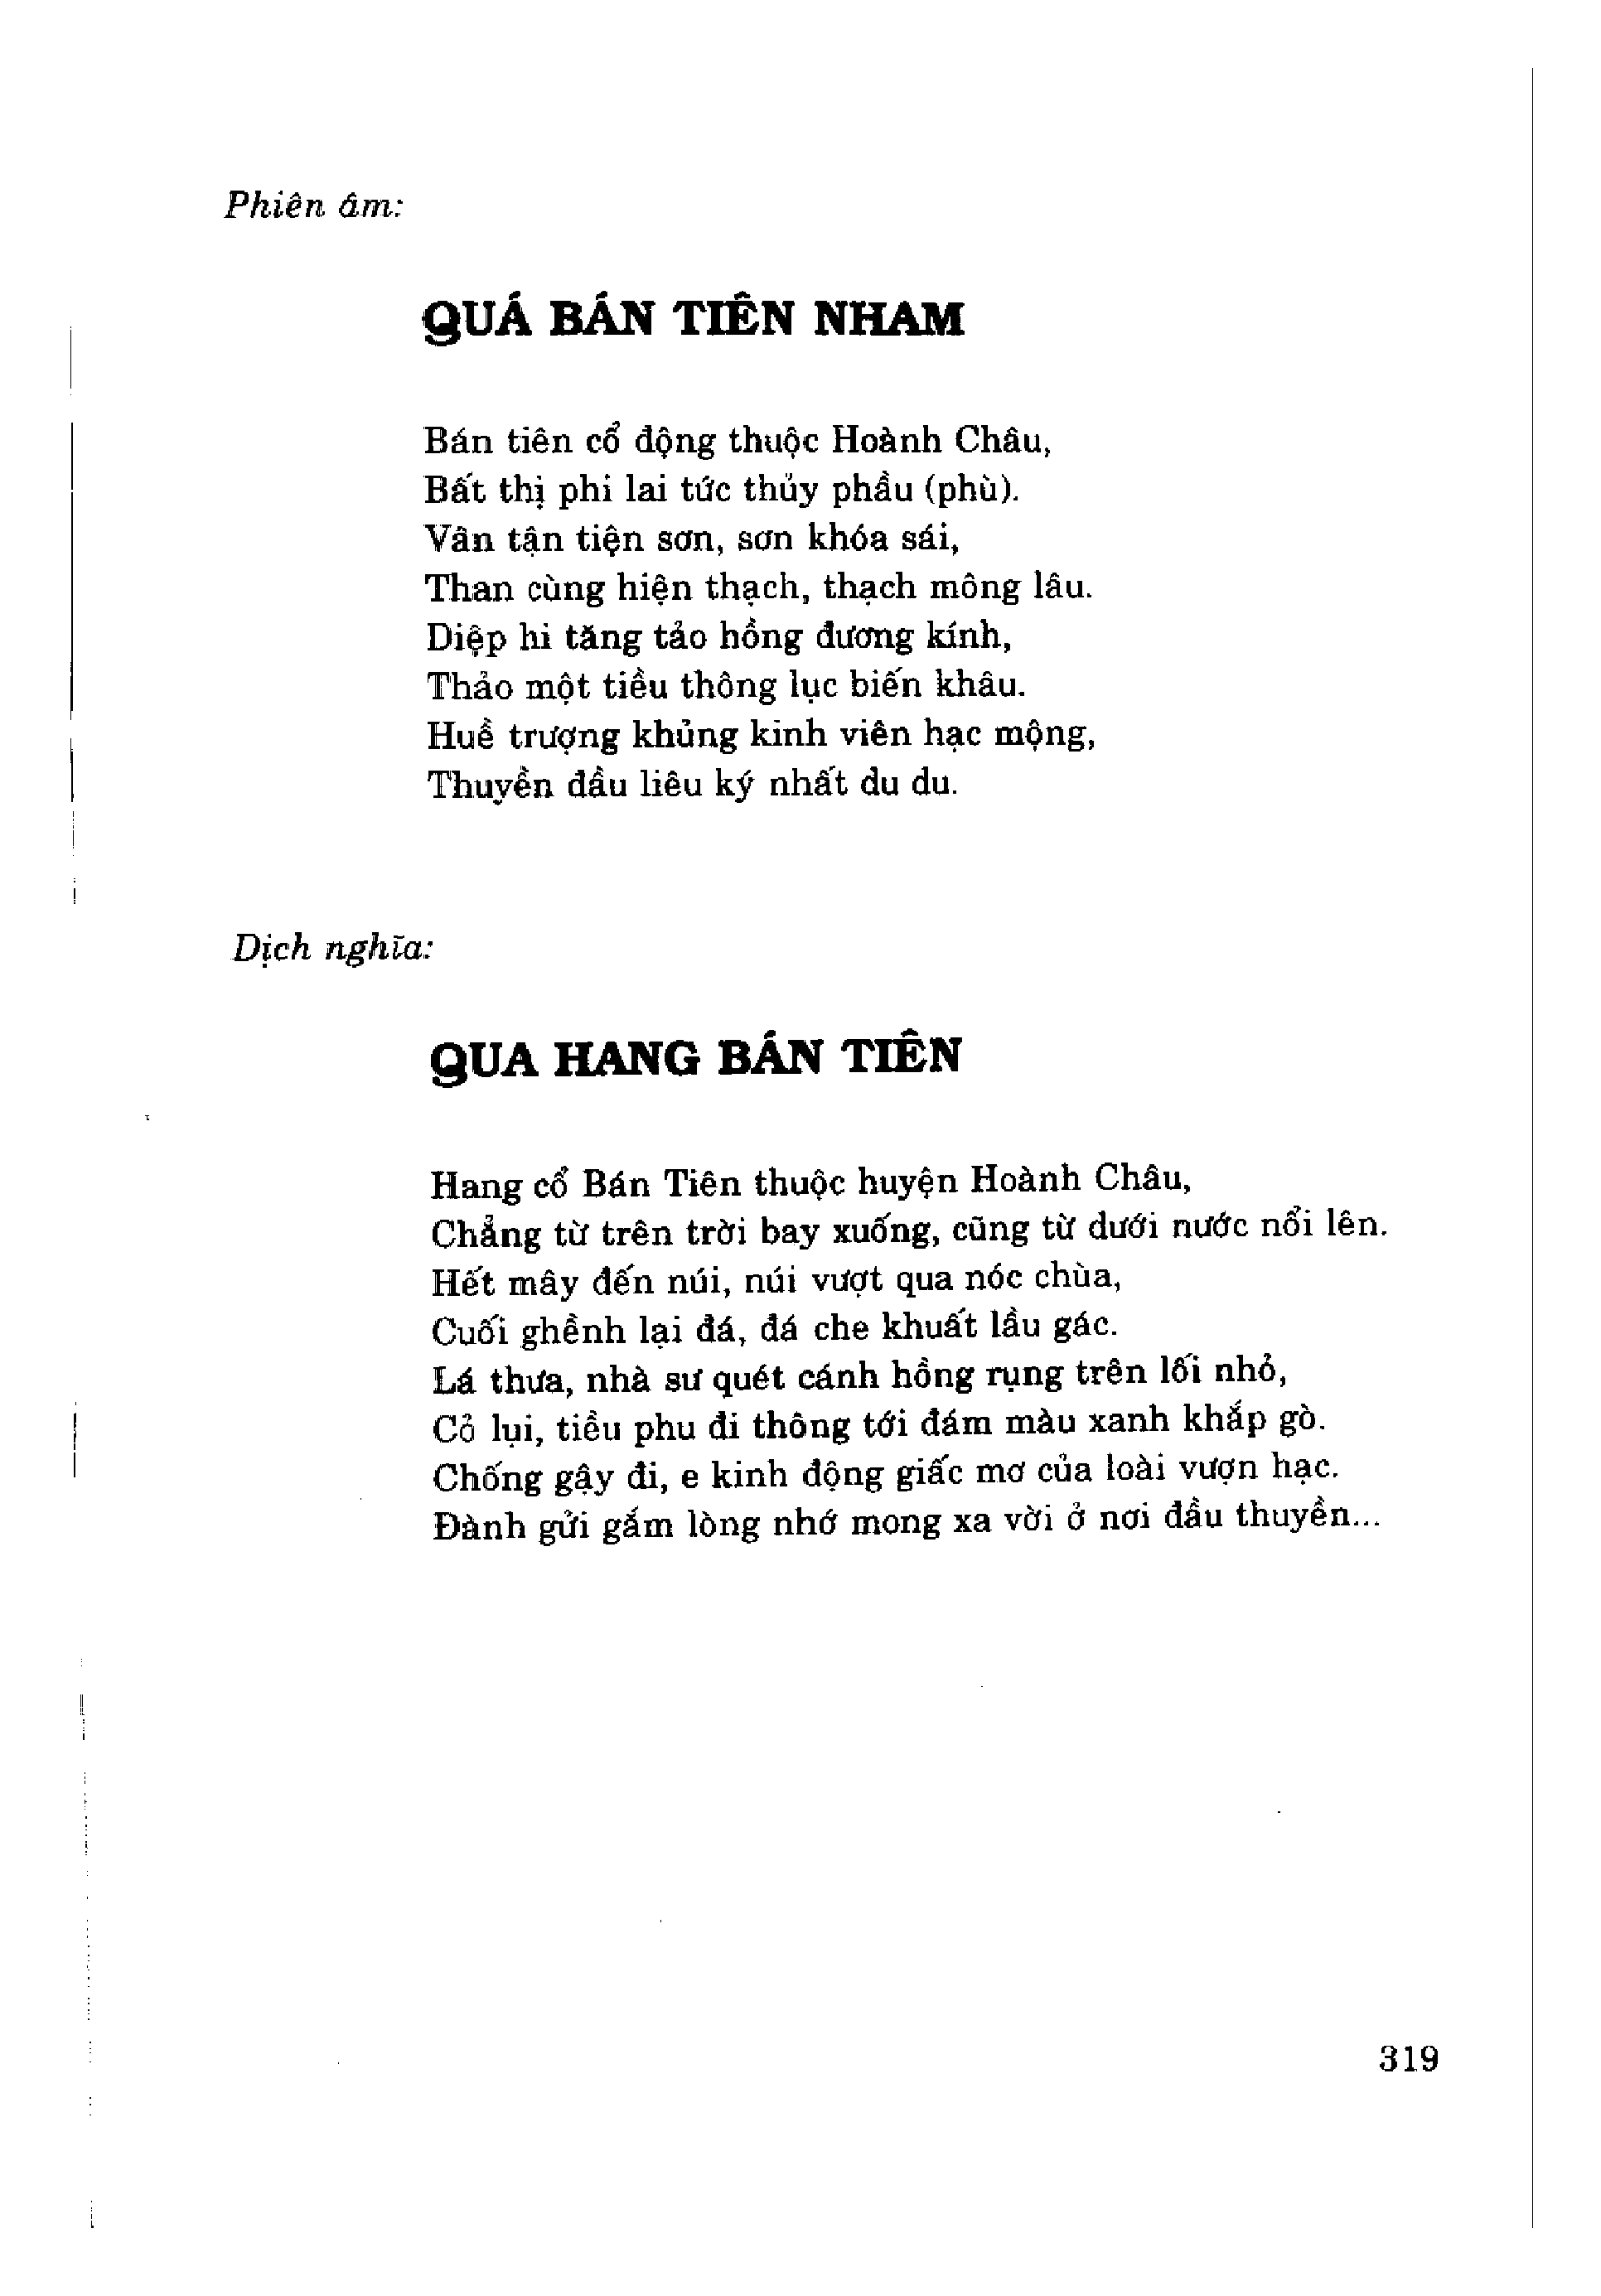 Phiên âm:
QUÁ BÁN TIÊN NHAM
Bán tiên cổ động thuộc Hoành Châu,
Bất thị phi lai tức thủy phầu (phù).
Vân tận tiện sơn, sơn khóa sái,
Than cùng hiện thạch, thạch mông lâu.
Diệp hi tăng tảo hồng đương kính,
Thảo một tiều thông lục biến khâu.
Huề trượng khủng kinh viên hạc mộng,
Thuyền đầu liêu ký nhất du du.
Dịch nghĩa:
QUA HANG BÁN TIÊN
Hang cổ Bán Tiên thuộc huyện Hoành Châu,
Chẳng từ trên trời bay xuống, cũng từ dưới nước nổi lên.
Hết mây đến núi, núi vượt qua nóc chùa,
Cuối ghềnh lại đá, đá che khuất lầu gác.
Lá thưa, nhà sư quét cánh hồng rụng trên lối nhỏ,
Cỏ lụi, tiều phu đi thông tới đám màu xanh khắp gò.
Chống gậy đi, e kinh động giấc mơ của loài vượn hạc.
Đành gửi gắm lòng nhớ mong xa vời ở nơi đầu thuyền...
319